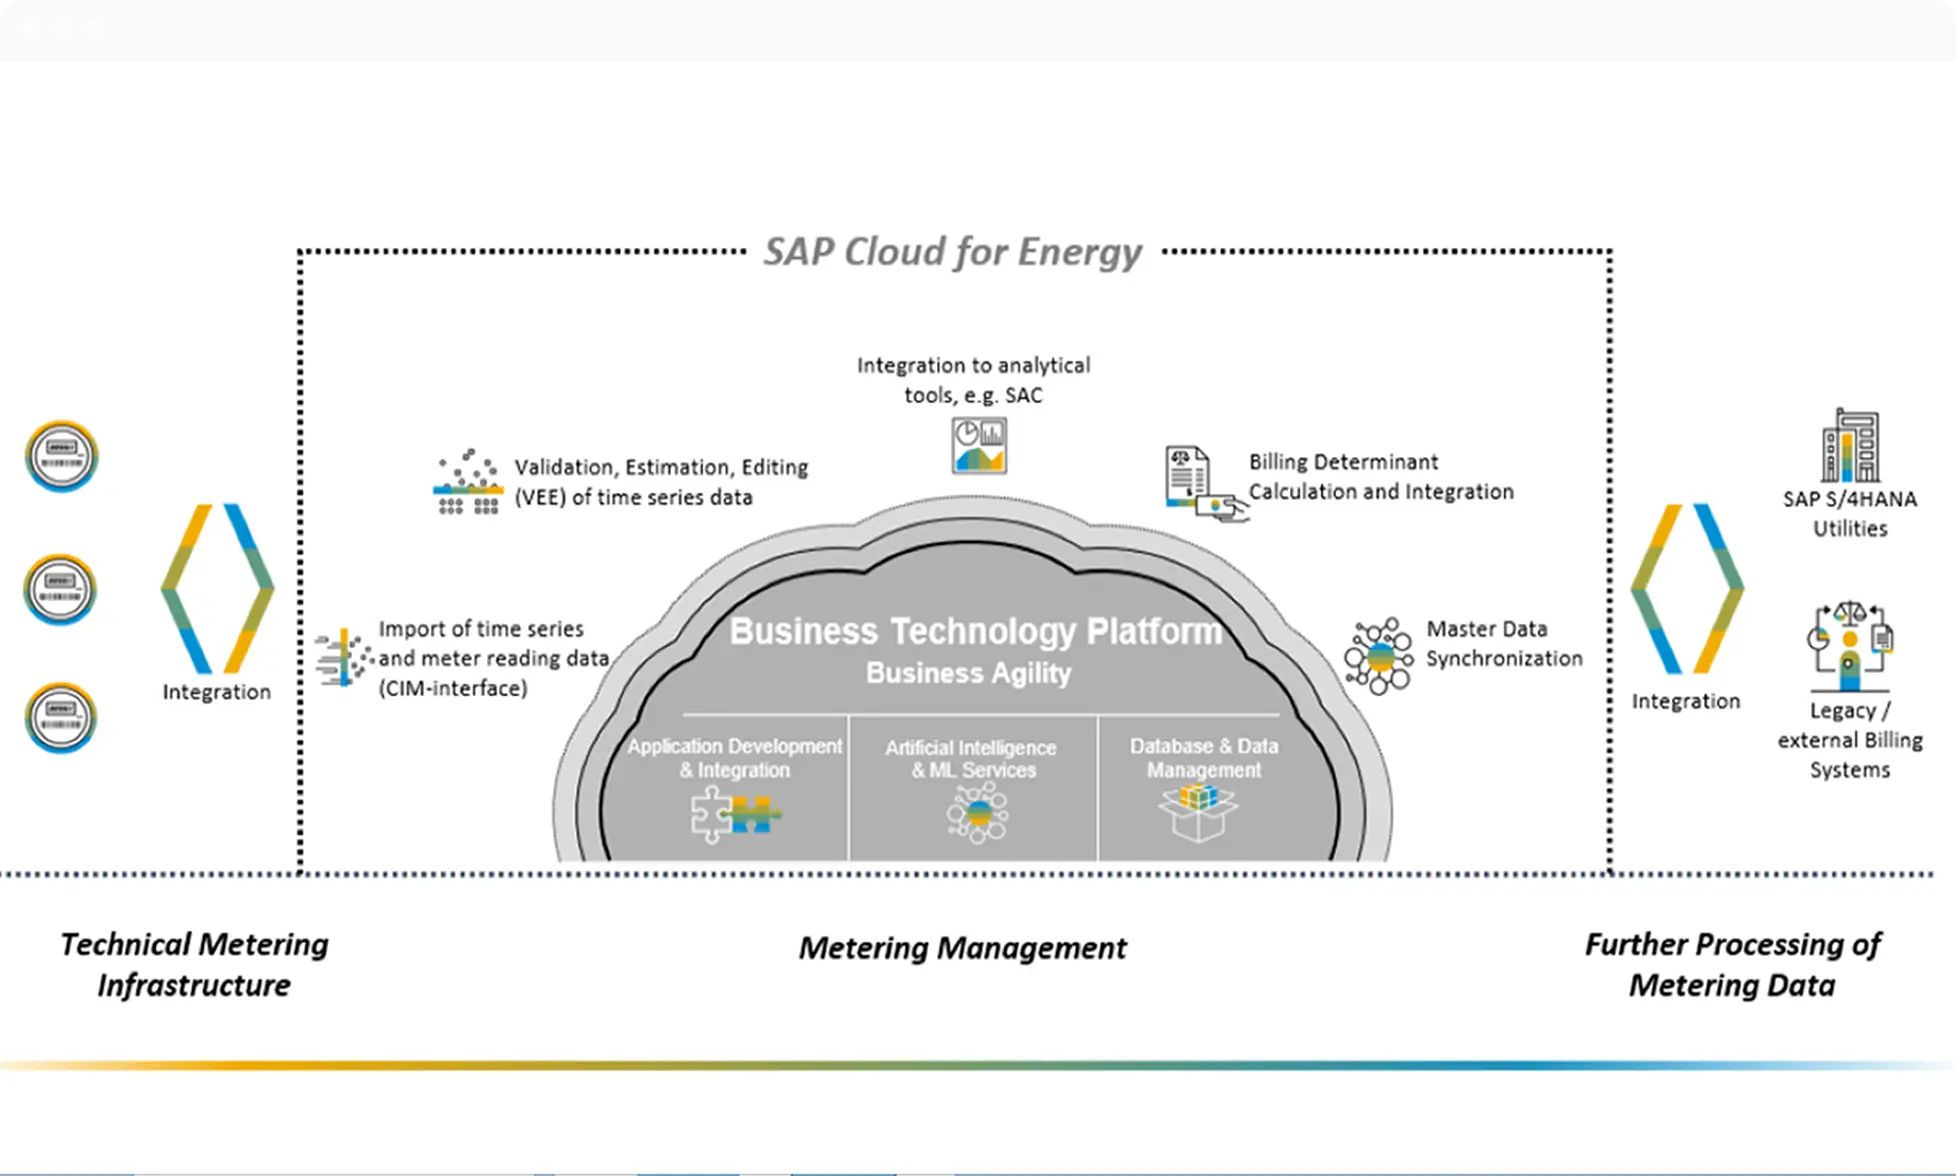 SAP Cloud for Energy
Integration to analytical
tools, e.g. SAC
Validation, Estimation, Editing
(VEE) of time series data
Billing Determinant
Calculation and Integration
Import of time series
and meter reading data
(CIM-interface)
Master Data
Synchronization
Integration
Integration
SAP S/4HANA
Utilities
Legacy /
external Billing
Systems
Business Technology Platform
Business Agility
Application Development
& Integration
Artificial Intelligence
& ML Services
Database & Data
Management
Technical Metering
Infrastructure
Metering Management
Further Processing of
Metering Data